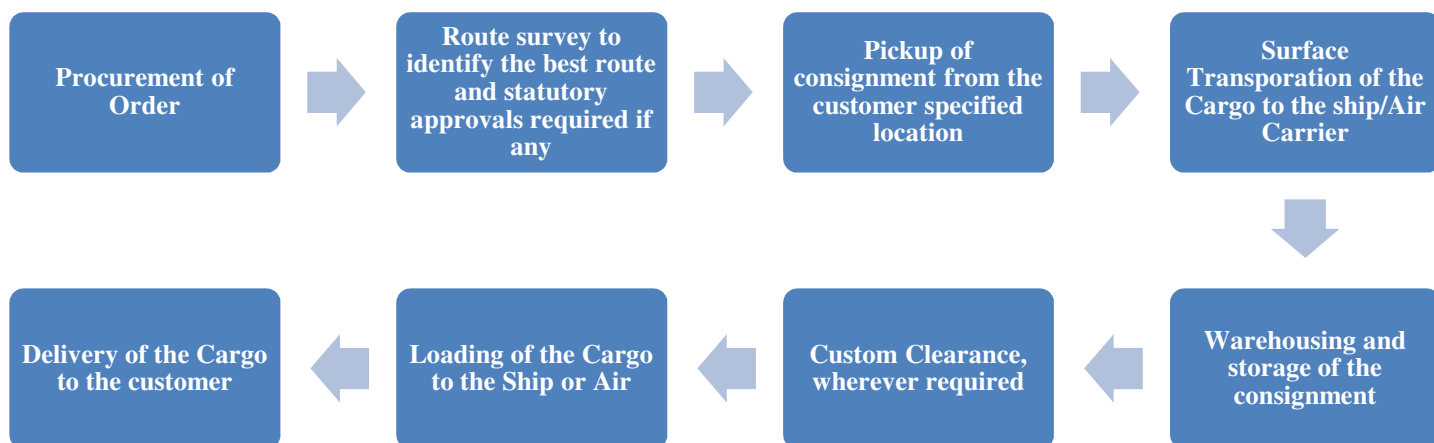 Procurement of
Order
Route survey to
identify the best route
and statutory
approvals required if
any
Pickup of
consignment from the
customer specified
location
Surface
Transporation of the
Cargo to the ship/Air
Carrier
Warehousing and
storage of the
consignment
Custom Clearance,
wherever required
Loading of the Cargo
to the Ship or Air
Delivery of the Cargo
to the customer